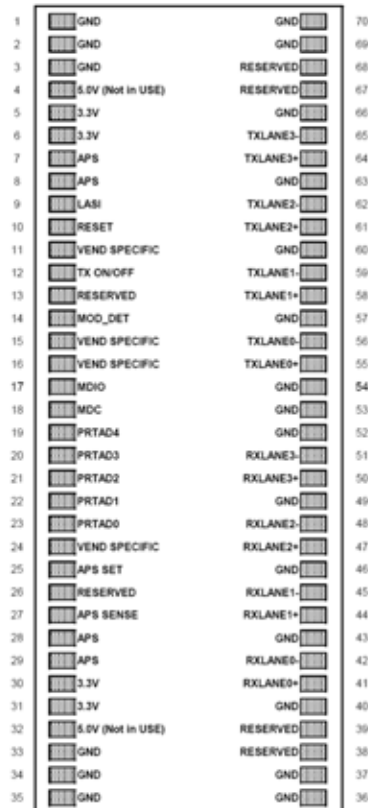 1 GND GND 70
2 GND GND 69
3 GND RESERVED 68
4 5.0V (Not in USE) RESERVED 67
5 3.3V GND 66
6 3.3V TXLANE3- 65
7 APS TXLANE3+ 64
8 APS GND 63
9 LASI TXLANE2- 62
10 RESET TXLANE2+ 61
11 VEND SPECIFIC GND 60
12 TX ON/OFF TXLANE1- 59
13 RESERVED TXLANE1+ 58
14 MOD_DET GND 57
15 VEND SPECIFIC TXLANE0- 56
16 VEND SPECIFIC TXLANE0+ 55
17 MDIO GND 54
18 MDC GND 53
19 PRTAD4 GND 52
20 PRTAD3 RXLANE3- 51
21 PRTAD2 RXLANE3+ 50
22 PRTAD1 GND 49
23 PRTAD0 RXLANE2- 48
24 VEND SPECIFIC RXLANE2+ 47
25 APS SET GND 46
26 RESERVED RXLANE1- 45
27 APS SENSE RXLANE1+ 44
28 APS GND 43
29 APS RXLANE0- 42
30 3.3V RXLANE0+ 41
31 3.3V GND 40
32 5.0V (Not in USE) RESERVED 39
33 GND RESERVED 38
34 GND GND 37
35 GND GND 36